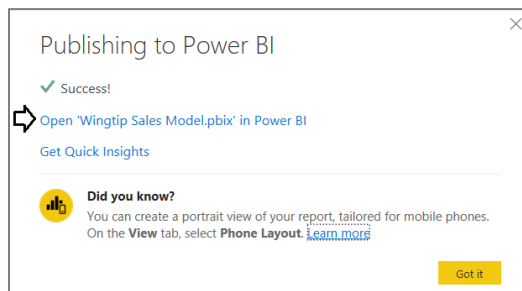 Publishing to Power BI
Success!
Open 'Wingtip Sales Model.pbix' in Power BI
Get Quick Insights
Did you know?
You can create a portrait view of your report, tailored for mobile phones.
On the View tab, select Phone Layout. Learn more
Got it